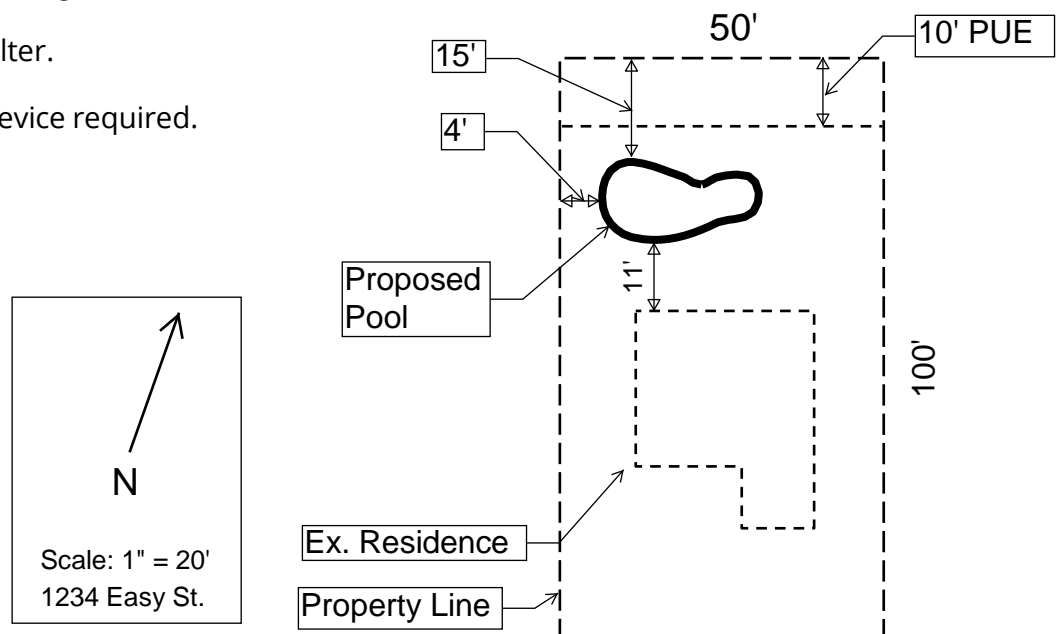 50'
10' PUE
15'
lter.
evice required.
4'
11'
Proposed
Pool
100'
N
Ex. Residence
Scale: 1" = 20'
1234 Easy St.
Property Line